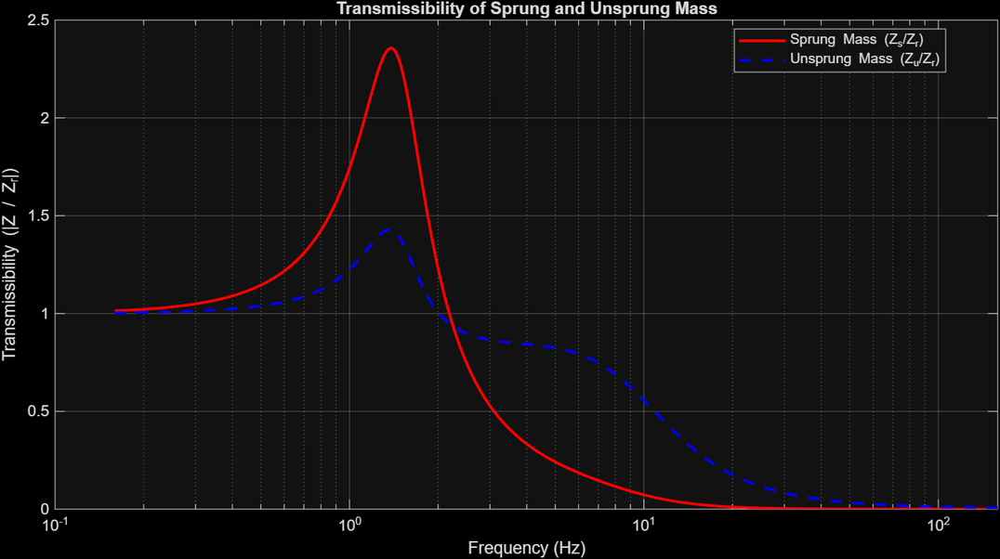 Transmissibility of Sprung and Unsprung Mass
Sprung Mass (Zs/Zr)
Unsprung Mass (Zu/Zr)
Transmissibility (|Z / Zr|)
2.5
2
1.5
1
0.5
0
10-1
100
101
102
Frequency (Hz)